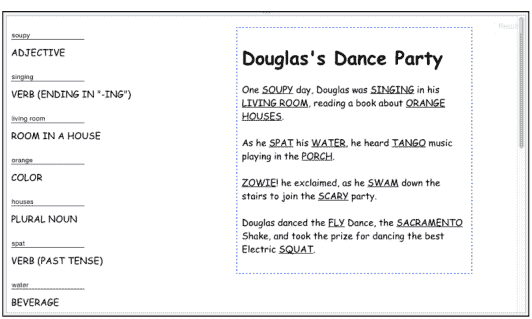 Result
soupy
ADJECTIVE
singing
VERB (ENDING IN "-ING")
living room
ROOM IN A HOUSE
orange
COLOR
houses
PLURAL NOUN
spat
VERB (PAST TENSE)
water
BEVERAGE
Douglas's Dance Party
One SOUPY day, Douglas was SINGING in his
LIVING ROOM, reading a book about ORANGE
HOUSES.
As he SPAT his WATER, he heard TANGO music
playing in the PORCH.
ZOWIE! he exclaimed, as he SWAM down the
stairs to join the SCARY party.
Douglas danced the FLY Dance, the SACRAMENTO
Shake, and took the prize for dancing the best
Electric SQUAT.